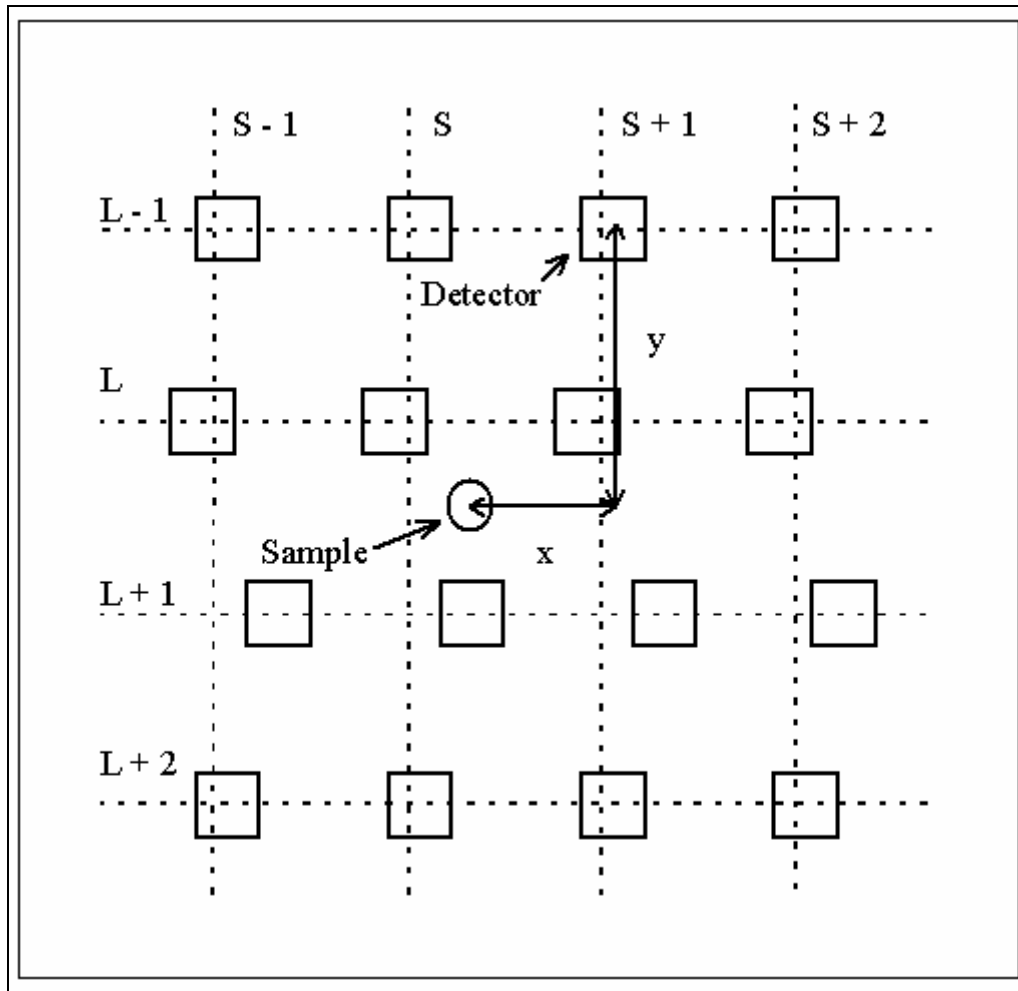 S - 1 S S + 1 S + 2
L - 1
Detector
y
L
Sample
x
L + 1
L + 2